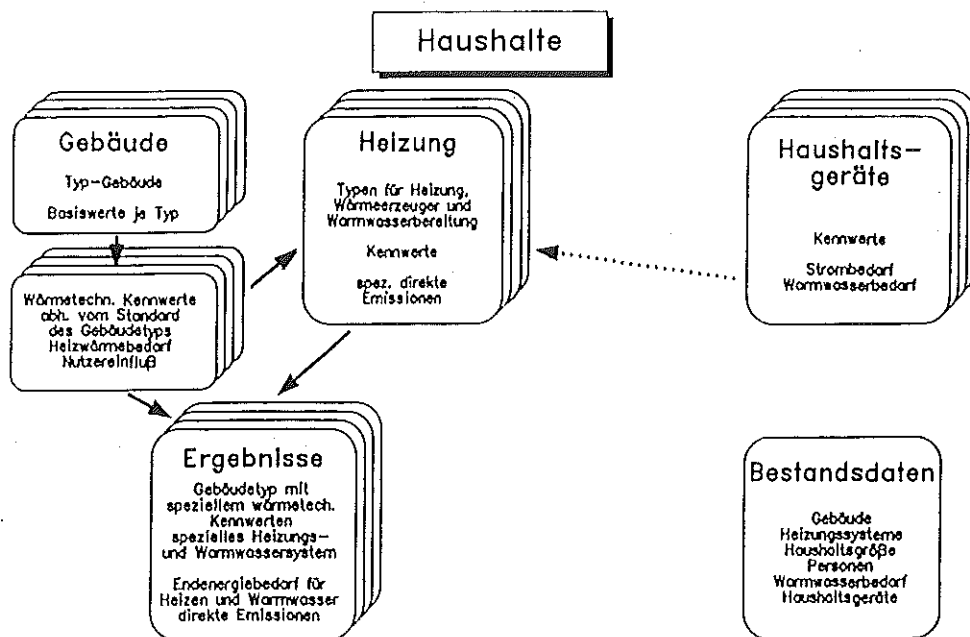 Haushalte
Gebäude
Typ-Gebäude
Basiswerte je Typ
Wärmetechn. Kennwerte
abh. vom Standard
des Gebäudetyps
Heizwärmebedarf
Nutzereinfluß
Heizung
Typen für Heizung,
Wärmeerzeuger und
Warmwasserbereitung
Kennwerte
spez. direkte
Emissionen
Haushalts-
geräte
Kennwerte
Strombedarf
Warmwasserbedarf
Ergebnisse
Gebäudetyp mit
speziellem wärmetech.
Kennwerten
spezielles Heizungs-
und Warmwassersystem
Endenergiebedarf für
Heizen und Warmwasser
direkte Emissionen
Bestandsdaten
Gebäude
Heizungssysteme
Haushaltsgröße
Personen
Warmwasserbedarf
Haushaltsgeräte